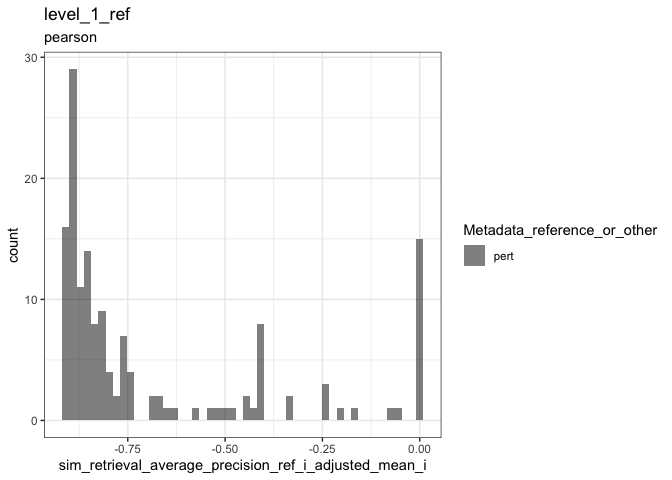 level_1_ref
pearson
30
20
10
0
count
-0.75
-0.50
-0.25
0.00
sim_retrieval_average_precision_ref_i_adjusted_mean_i
Metadata_reference_or_other
pert